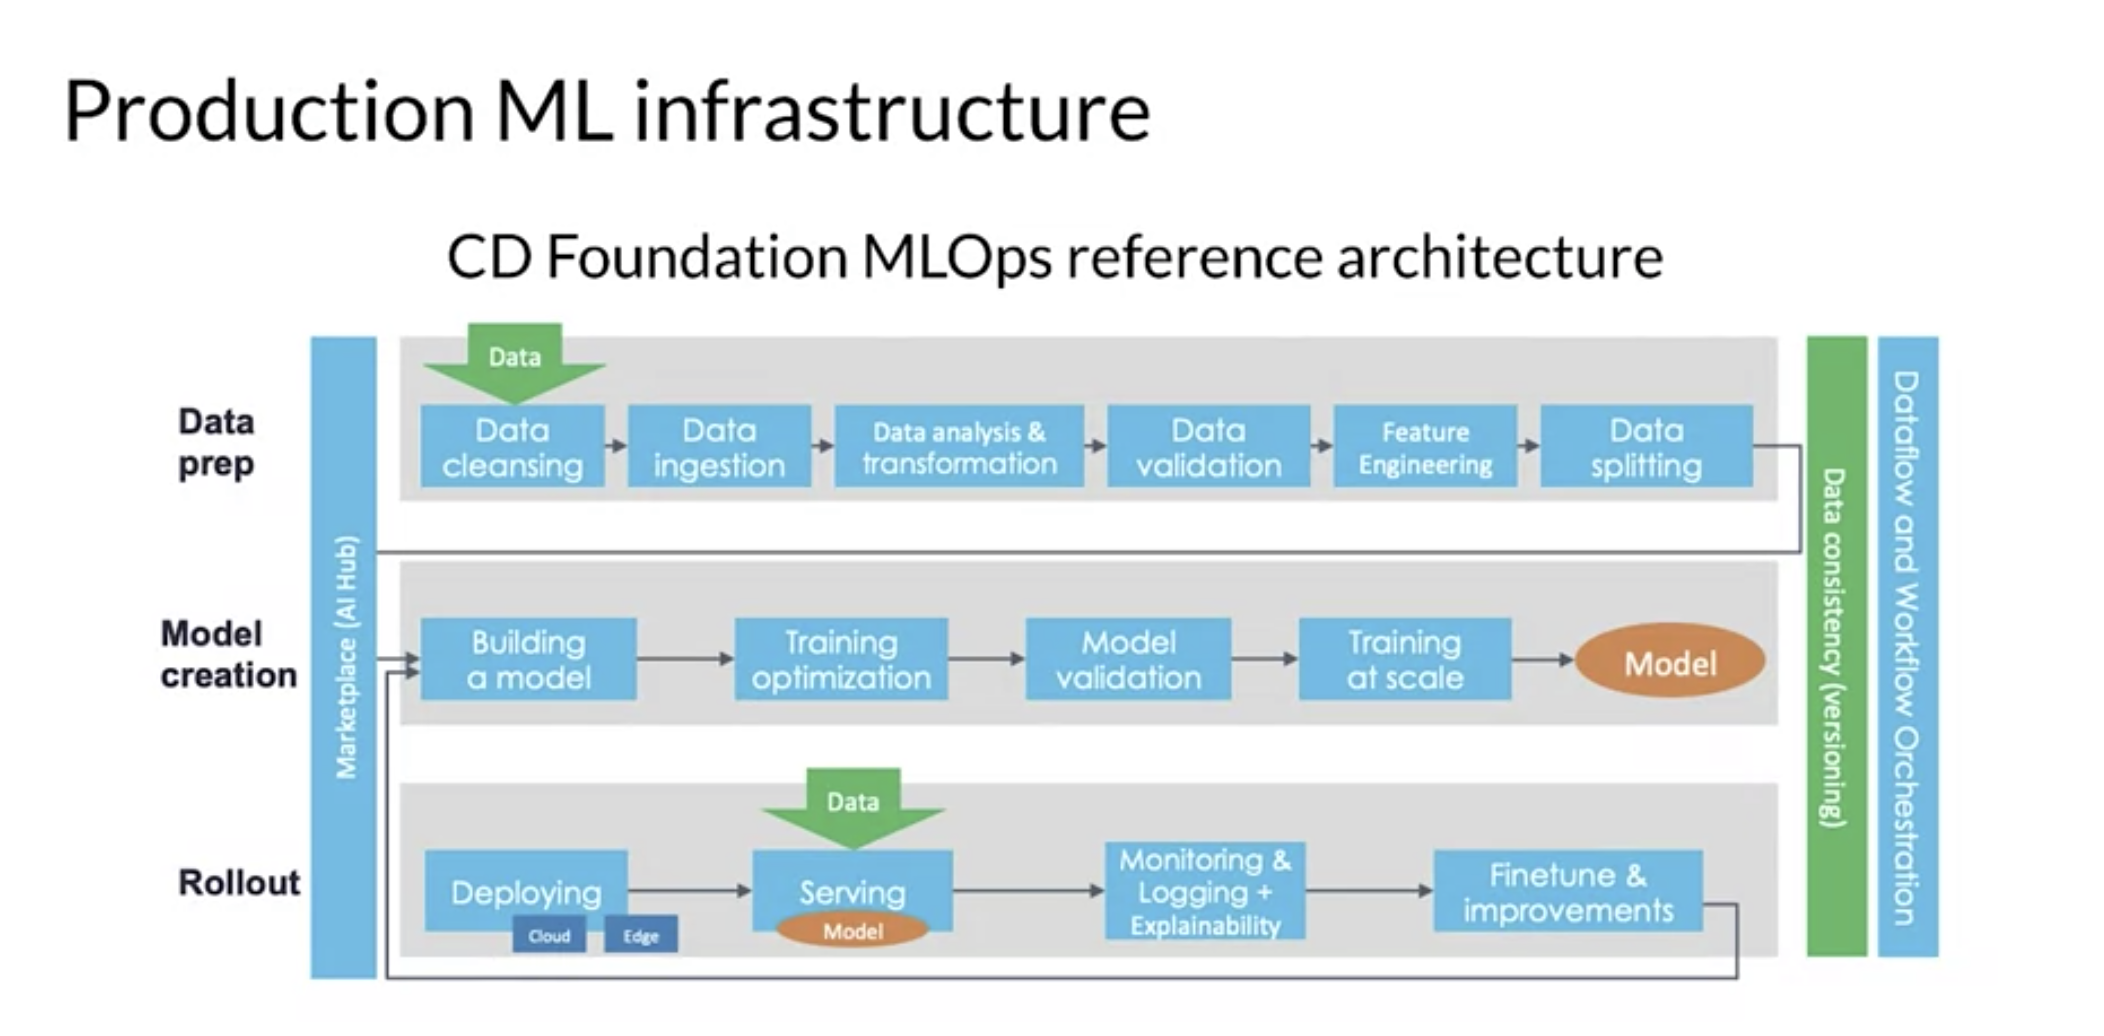 Production ML infrastructure
CD Foundation MLOps reference architecture
Data
prep
Marketplace (AI Hub)
Data
Data
cleansing
Data
ingestion
Data analysis &
transformation
Data
validation
Feature
Engineering
Data
splitting
Model
creation
Building
a model
Training
optimization
Model
validation
Training
at scale
Model
Rollout
Deploying
Cloud
Edge
Data
Serving
Model
Monitoring &
Logging +
Explainability
Finetune &
improvements
Data consistency (versioning)
Dataflow and Workflow Orchestration